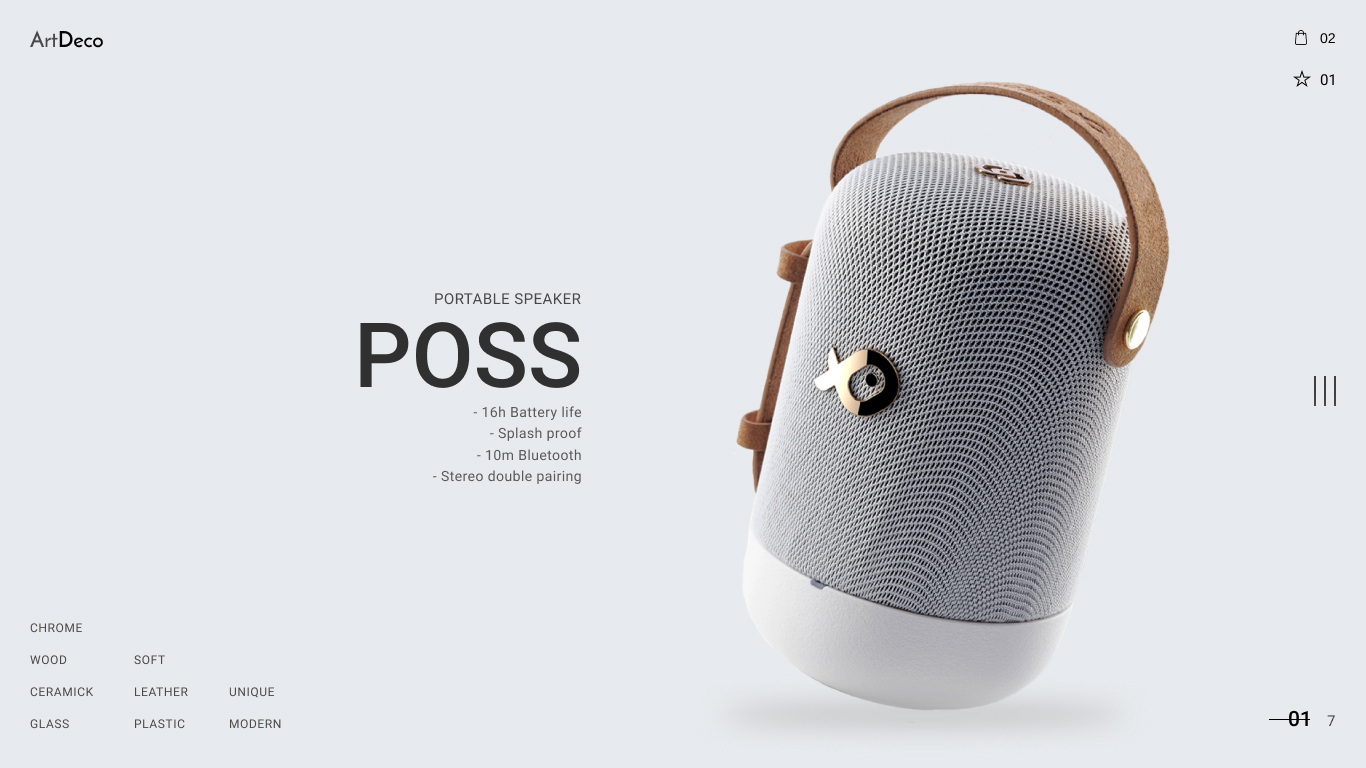 ArtDeco
02
01
PORTABLE SPEAKER
POSS
- 16h Battery life
- Splash proof
- 10m Bluetooth
- Stereo double pairing
CHROME
WOOD SOFT
CERAMICK LEATHER UNIQUE
GLASS PLASTIC MODERN
01 7